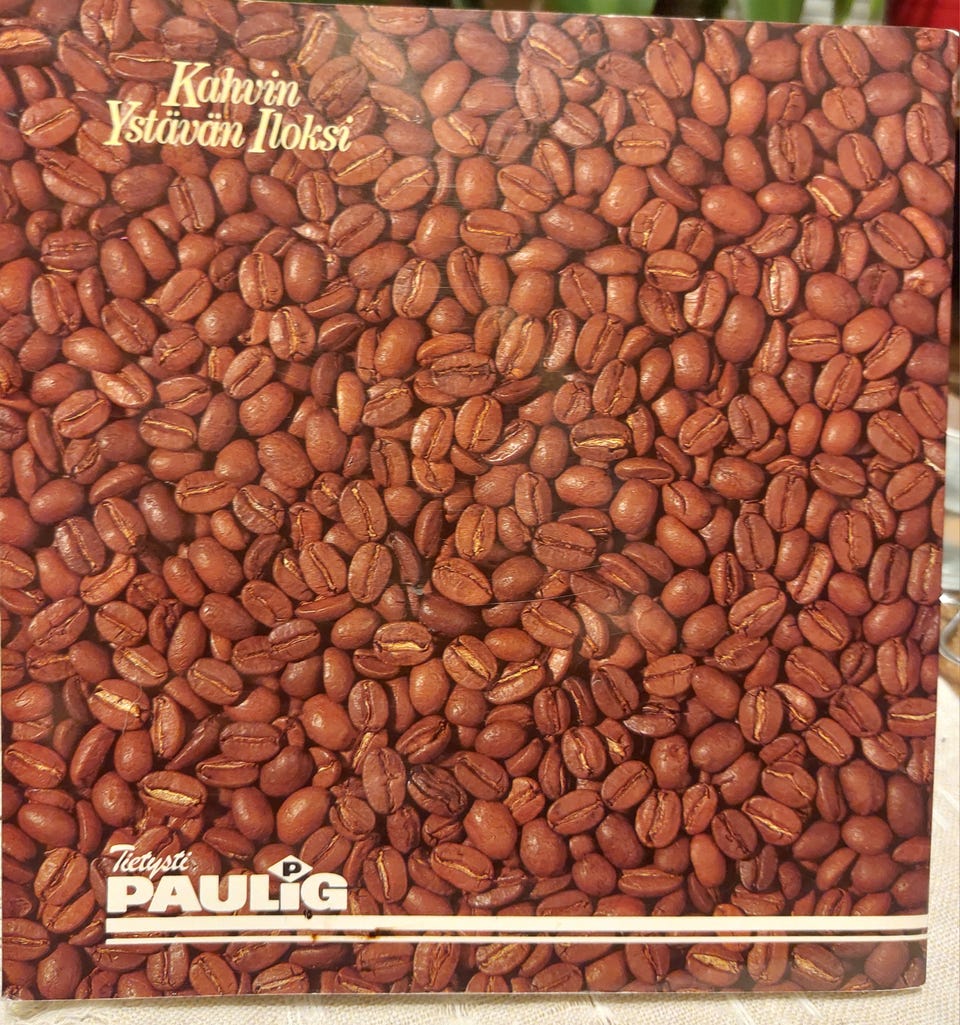 Kahvin
Ystävän Iloksi
Tietysti
P
PAULiG